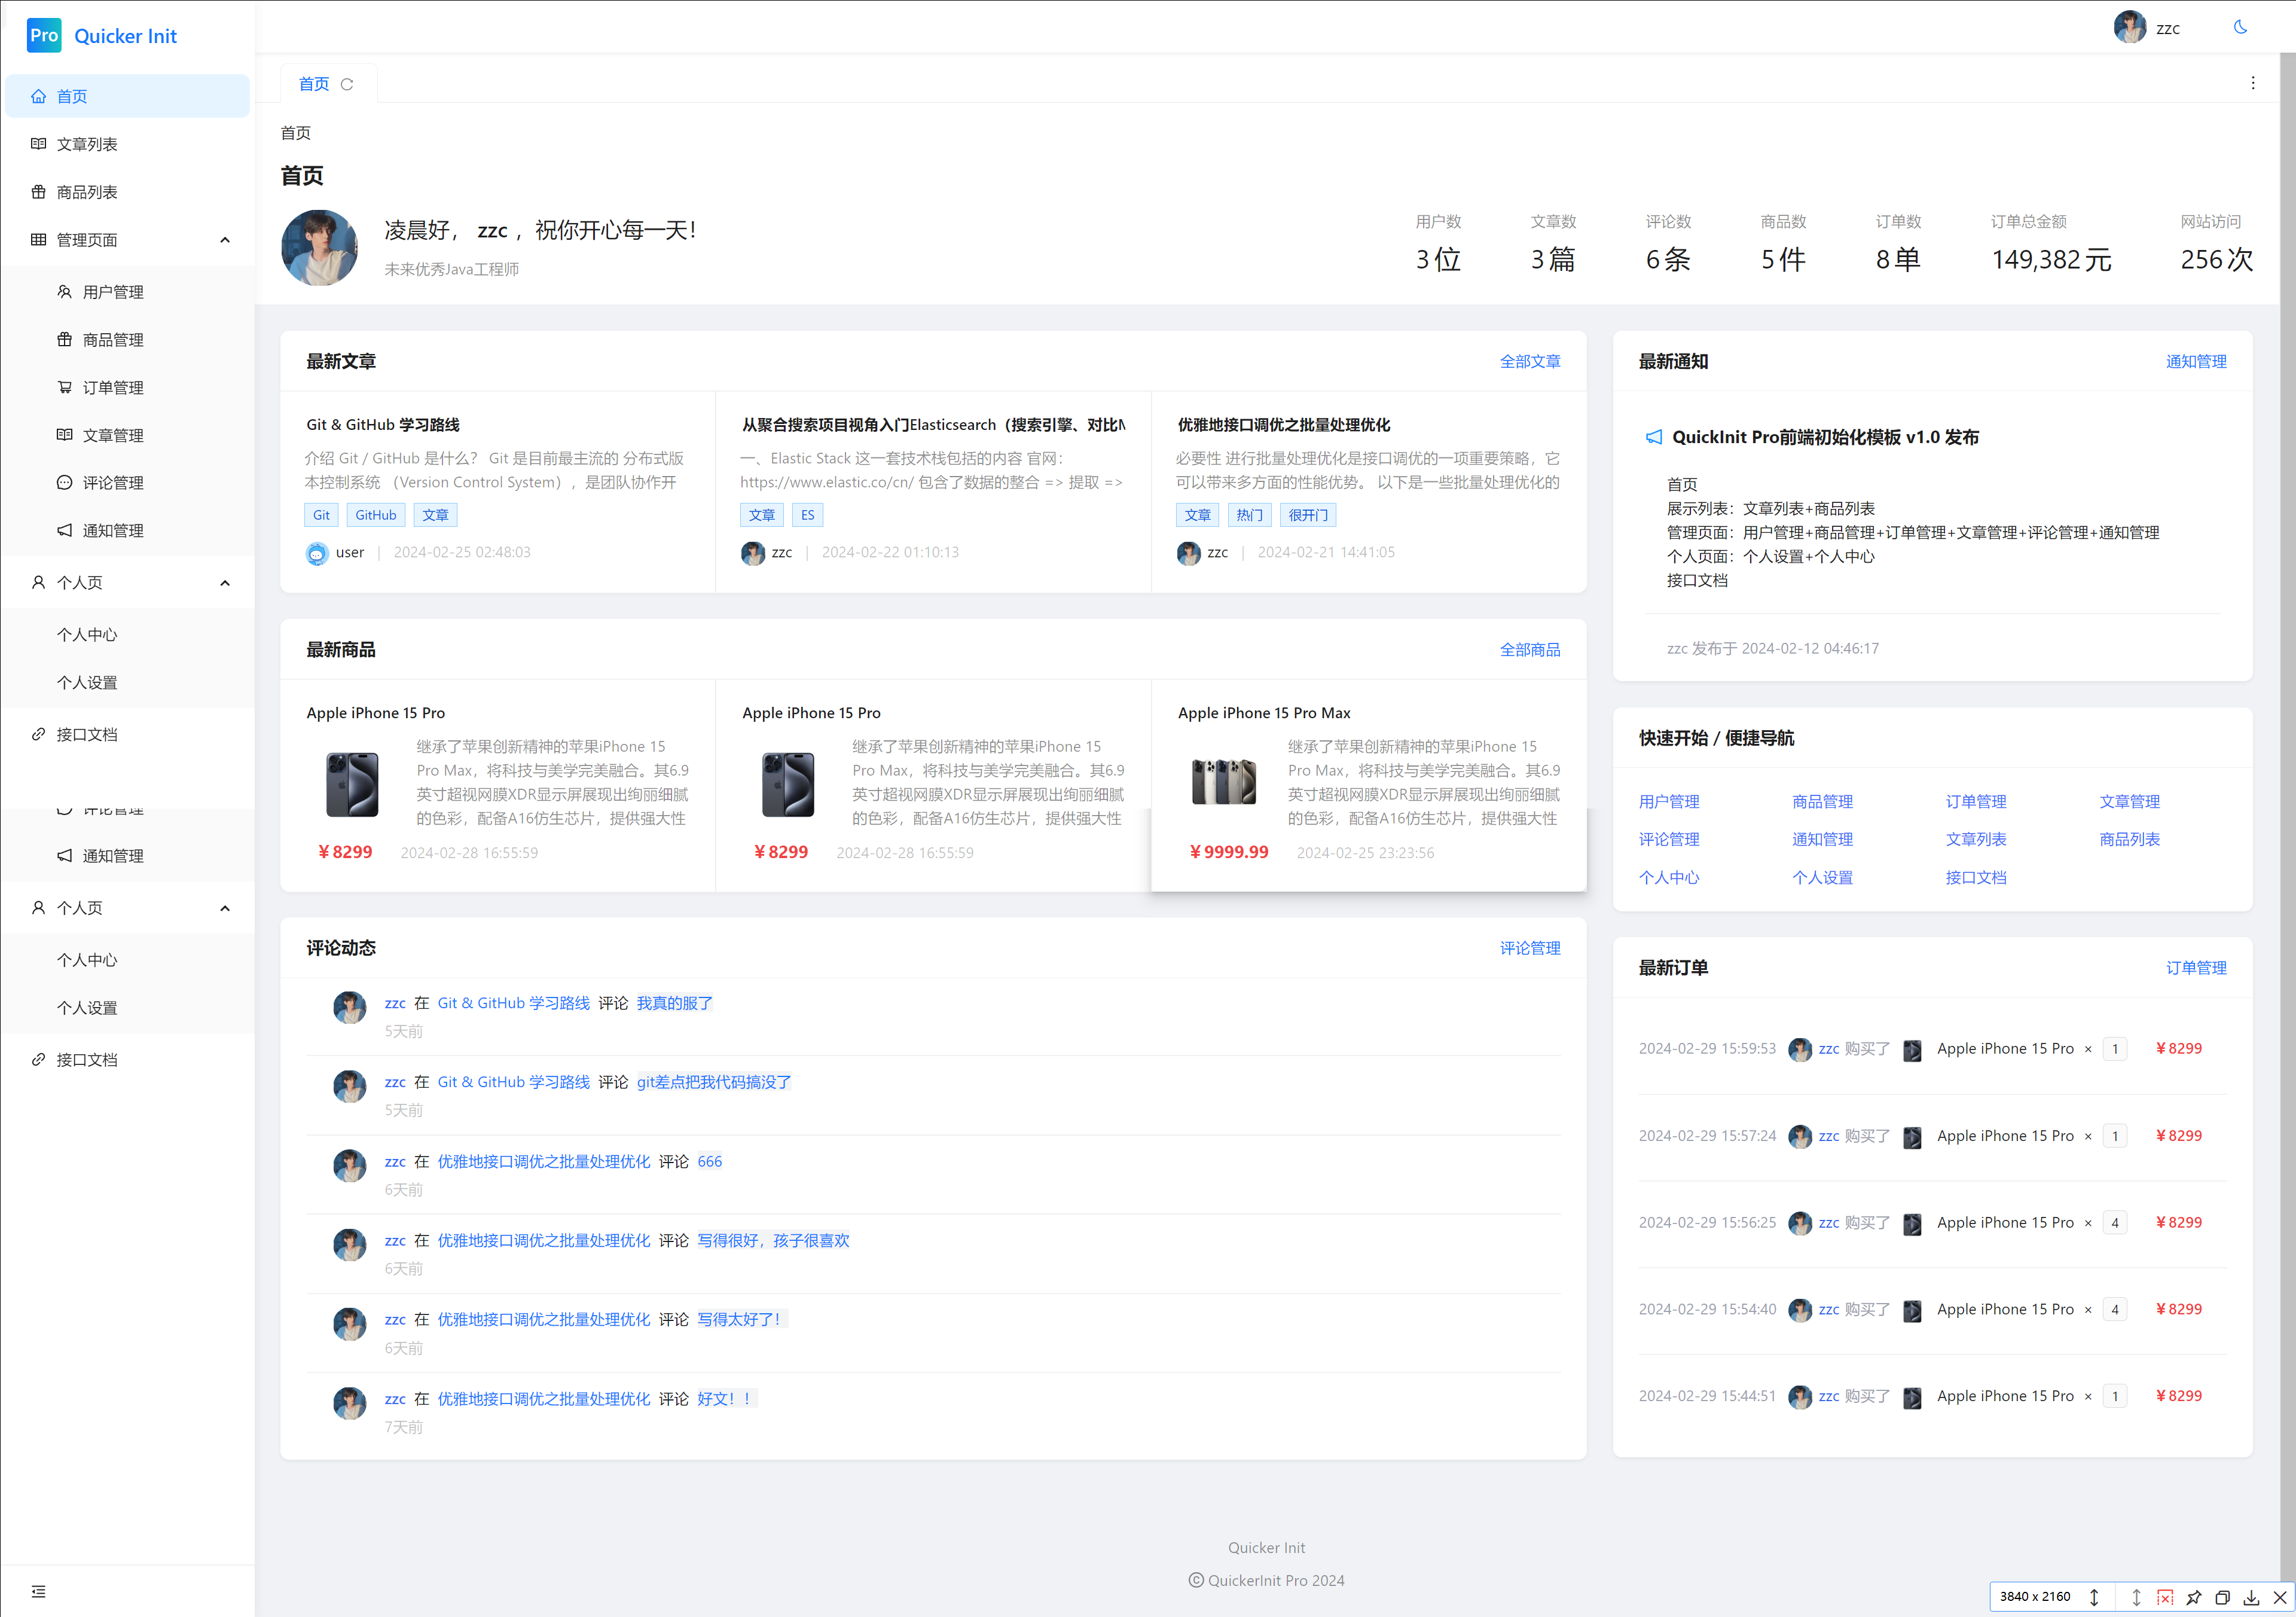 Pro Quicker Init
zzc
首页
文章列表
商品列表
管理页面
用户管理
商品管理
订单管理
文章管理
评论管理
通知管理
个人页
个人中心
个人设置
接口文档
评论管理
通知管理
个人页
个人中心
个人设置
接口文档
首页
首页
首页
凌晨好， zzc ，祝你开心每一天！
未来优秀Java工程师
用户数
3 位
文章数
3 篇
评论数
6 条
商品数
5 件
订单数
8 单
订单总金额
149,382 元
网站访问
256 次
最新文章 全部文章
Git & GitHub 学习路线
介绍 Git / GitHub 是什么？ Git 是目前最主流的 分布式版
本控制系统 （Version Control System），是团队协作开
Git GitHub 文章
user | 2024-02-25 02:48:03
从聚合搜索项目视角入门Elasticsearch（搜索引擎、对比M
一、Elastic Stack 这一套技术栈包括的内容 官网：
https://www.elastic.co/cn/ 包含了数据的整合 => 提取 =>
文章 ES
zzc | 2024-02-22 01:10:13
优雅地接口调优之批量处理优化
必要性 进行批量处理优化是接口调优的一项重要策略，它
可以带来多方面的性能优势。 以下是一些批量处理优化的
文章 热门 很开门
zzc | 2024-02-21 14:41:05
最新商品 全部商品
Apple iPhone 15 Pro
继承了苹果创新精神的苹果iPhone 15
Pro Max，将科技与美学完美融合。其6.9
英寸超视网膜XDR显示屏展现出绚丽细腻
的色彩，配备A16仿生芯片，提供强大性
¥ 8299 2024-02-28 16:55:59
Apple iPhone 15 Pro
继承了苹果创新精神的苹果iPhone 15
Pro Max，将科技与美学完美融合。其6.9
英寸超视网膜XDR显示屏展现出绚丽细腻
的色彩，配备A16仿生芯片，提供强大性
¥ 8299 2024-02-28 16:55:59
Apple iPhone 15 Pro Max
继承了苹果创新精神的苹果iPhone 15
Pro Max，将科技与美学完美融合。其6.9
英寸超视网膜XDR显示屏展现出绚丽细腻
的色彩，配备A16仿生芯片，提供强大性
¥ 9999.99 2024-02-25 23:23:56
评论动态 评论管理
zzc 在 Git & GitHub 学习路线 评论 我真的服了
5天前
zzc 在 Git & GitHub 学习路线 评论 git差点把我代码搞没了
5天前
zzc 在 优雅地接口调优之批量处理优化 评论 666
6天前
zzc 在 优雅地接口调优之批量处理优化 评论 写得很好，孩子很喜欢
6天前
zzc 在 优雅地接口调优之批量处理优化 评论 写得太好了！
6天前
zzc 在 优雅地接口调优之批量处理优化 评论 好文！！
7天前
最新通知 通知管理
QuickInit Pro前端初始化模板 v1.0 发布
首页
展示列表：文章列表+商品列表
管理页面：用户管理+商品管理+订单管理+文章管理+评论管理+通知管理
个人页面：个人设置+个人中心
接口文档
zzc 发布于 2024-02-12 04:46:17
快速开始 / 便捷导航
用户管理 商品管理 订单管理 文章管理
评论管理 通知管理 文章列表 商品列表
个人中心 个人设置 接口文档
最新订单 订单管理
2024-02-29 15:59:53 zzc 购买了 Apple iPhone 15 Pro × 1 ¥ 8299
2024-02-29 15:57:24 zzc 购买了 Apple iPhone 15 Pro × 1 ¥ 8299
2024-02-29 15:56:25 zzc 购买了 Apple iPhone 15 Pro × 4 ¥ 8299
2024-02-29 15:54:40 zzc 购买了 Apple iPhone 15 Pro × 4 ¥ 8299
2024-02-29 15:44:51 zzc 购买了 Apple iPhone 15 Pro × 1 ¥ 8299
Quicker Init
© QuickerInit Pro 2024
3840 x 2160